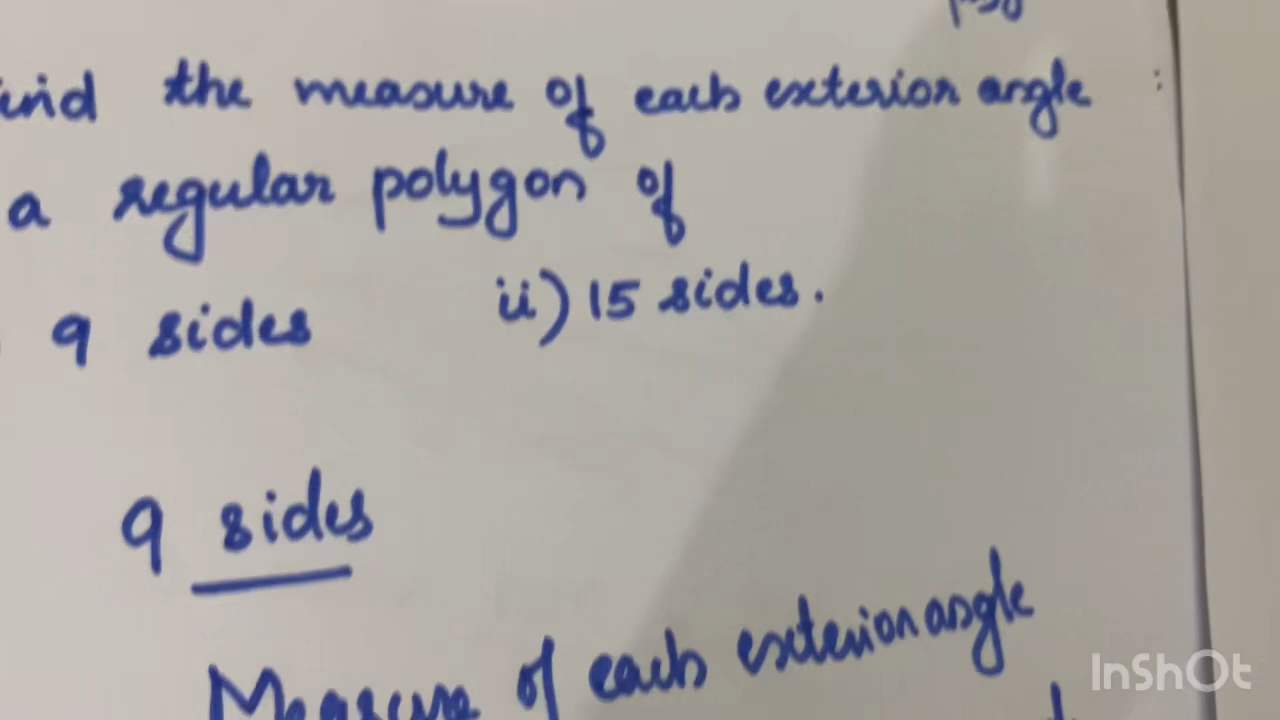 the measure of each exterior angle :
a regular polygon of
9 sides ii) 15 sides.
9 sides
Measure of each exterior angle
InShOt